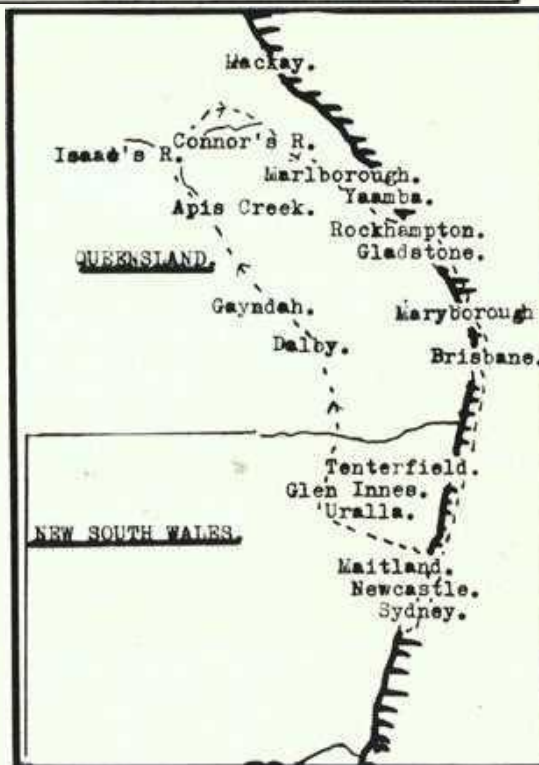 Mackay.
Connor's R.
Isaac's R.
Marlborough.
Yaamba.
Apis Creek.
Rockhampton.
Gladstone.
QUEENSLAND.
Gayndah.
Maryborough
Dalby.
Brisbane.
Tenterfield.
Glen Innes.
Uralla.
NEW SOUTH WALES.
Maitland.
Newcastle.
Sydney.